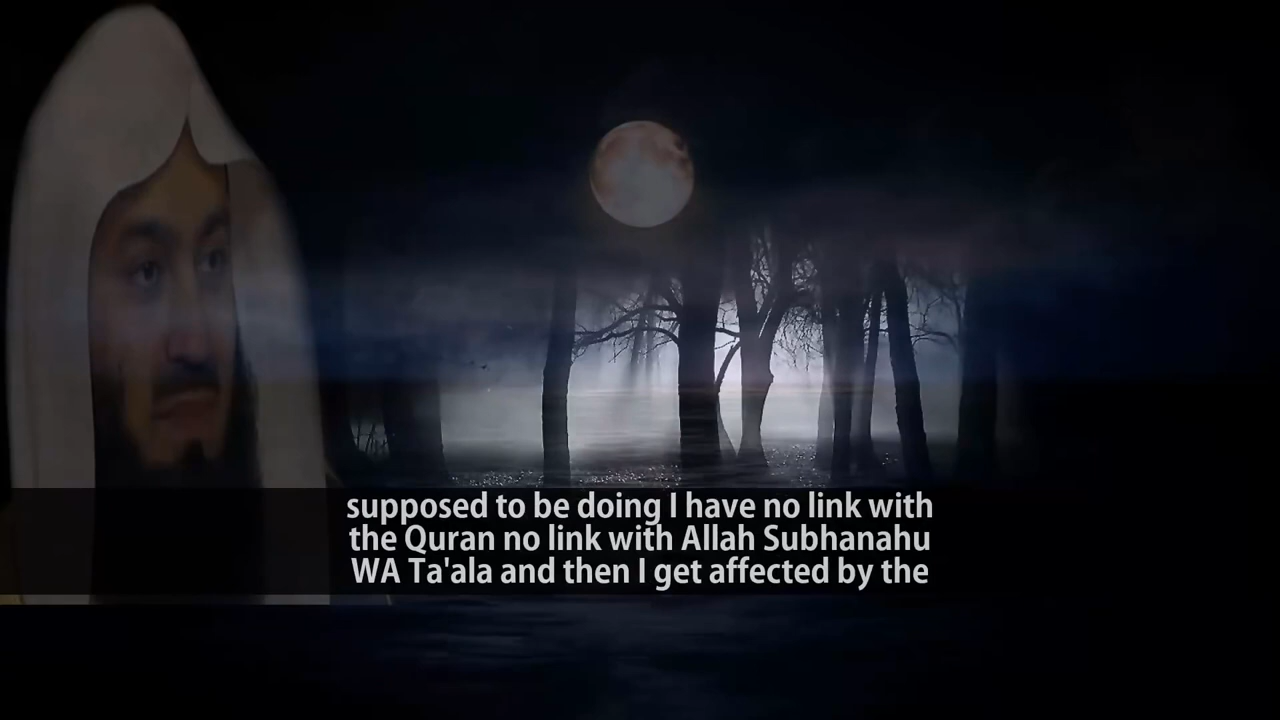 supposed to be doing I have no link with
the Quran no link with Allah Subhanahu
WA Ta'ala and then I get affected by the